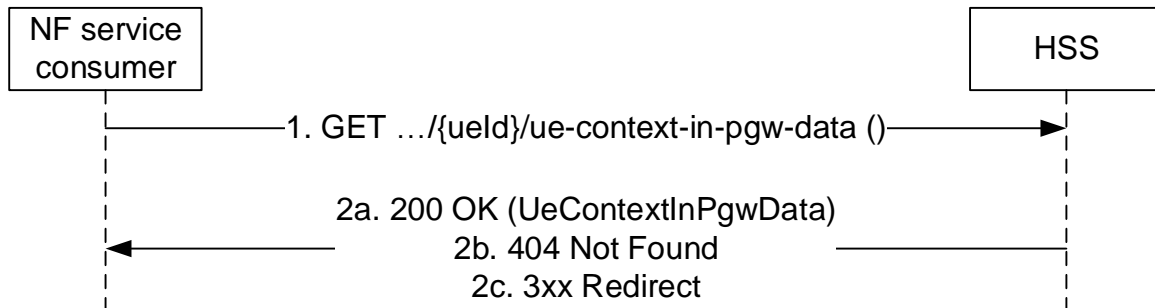 NF service
consumer
HSS
1. GET …/{ueId}/ue-context-in-pgw-data ()
2a. 200 OK (UeContextInPgwData)
2b. 404 Not Found
2c. 3xx Redirect